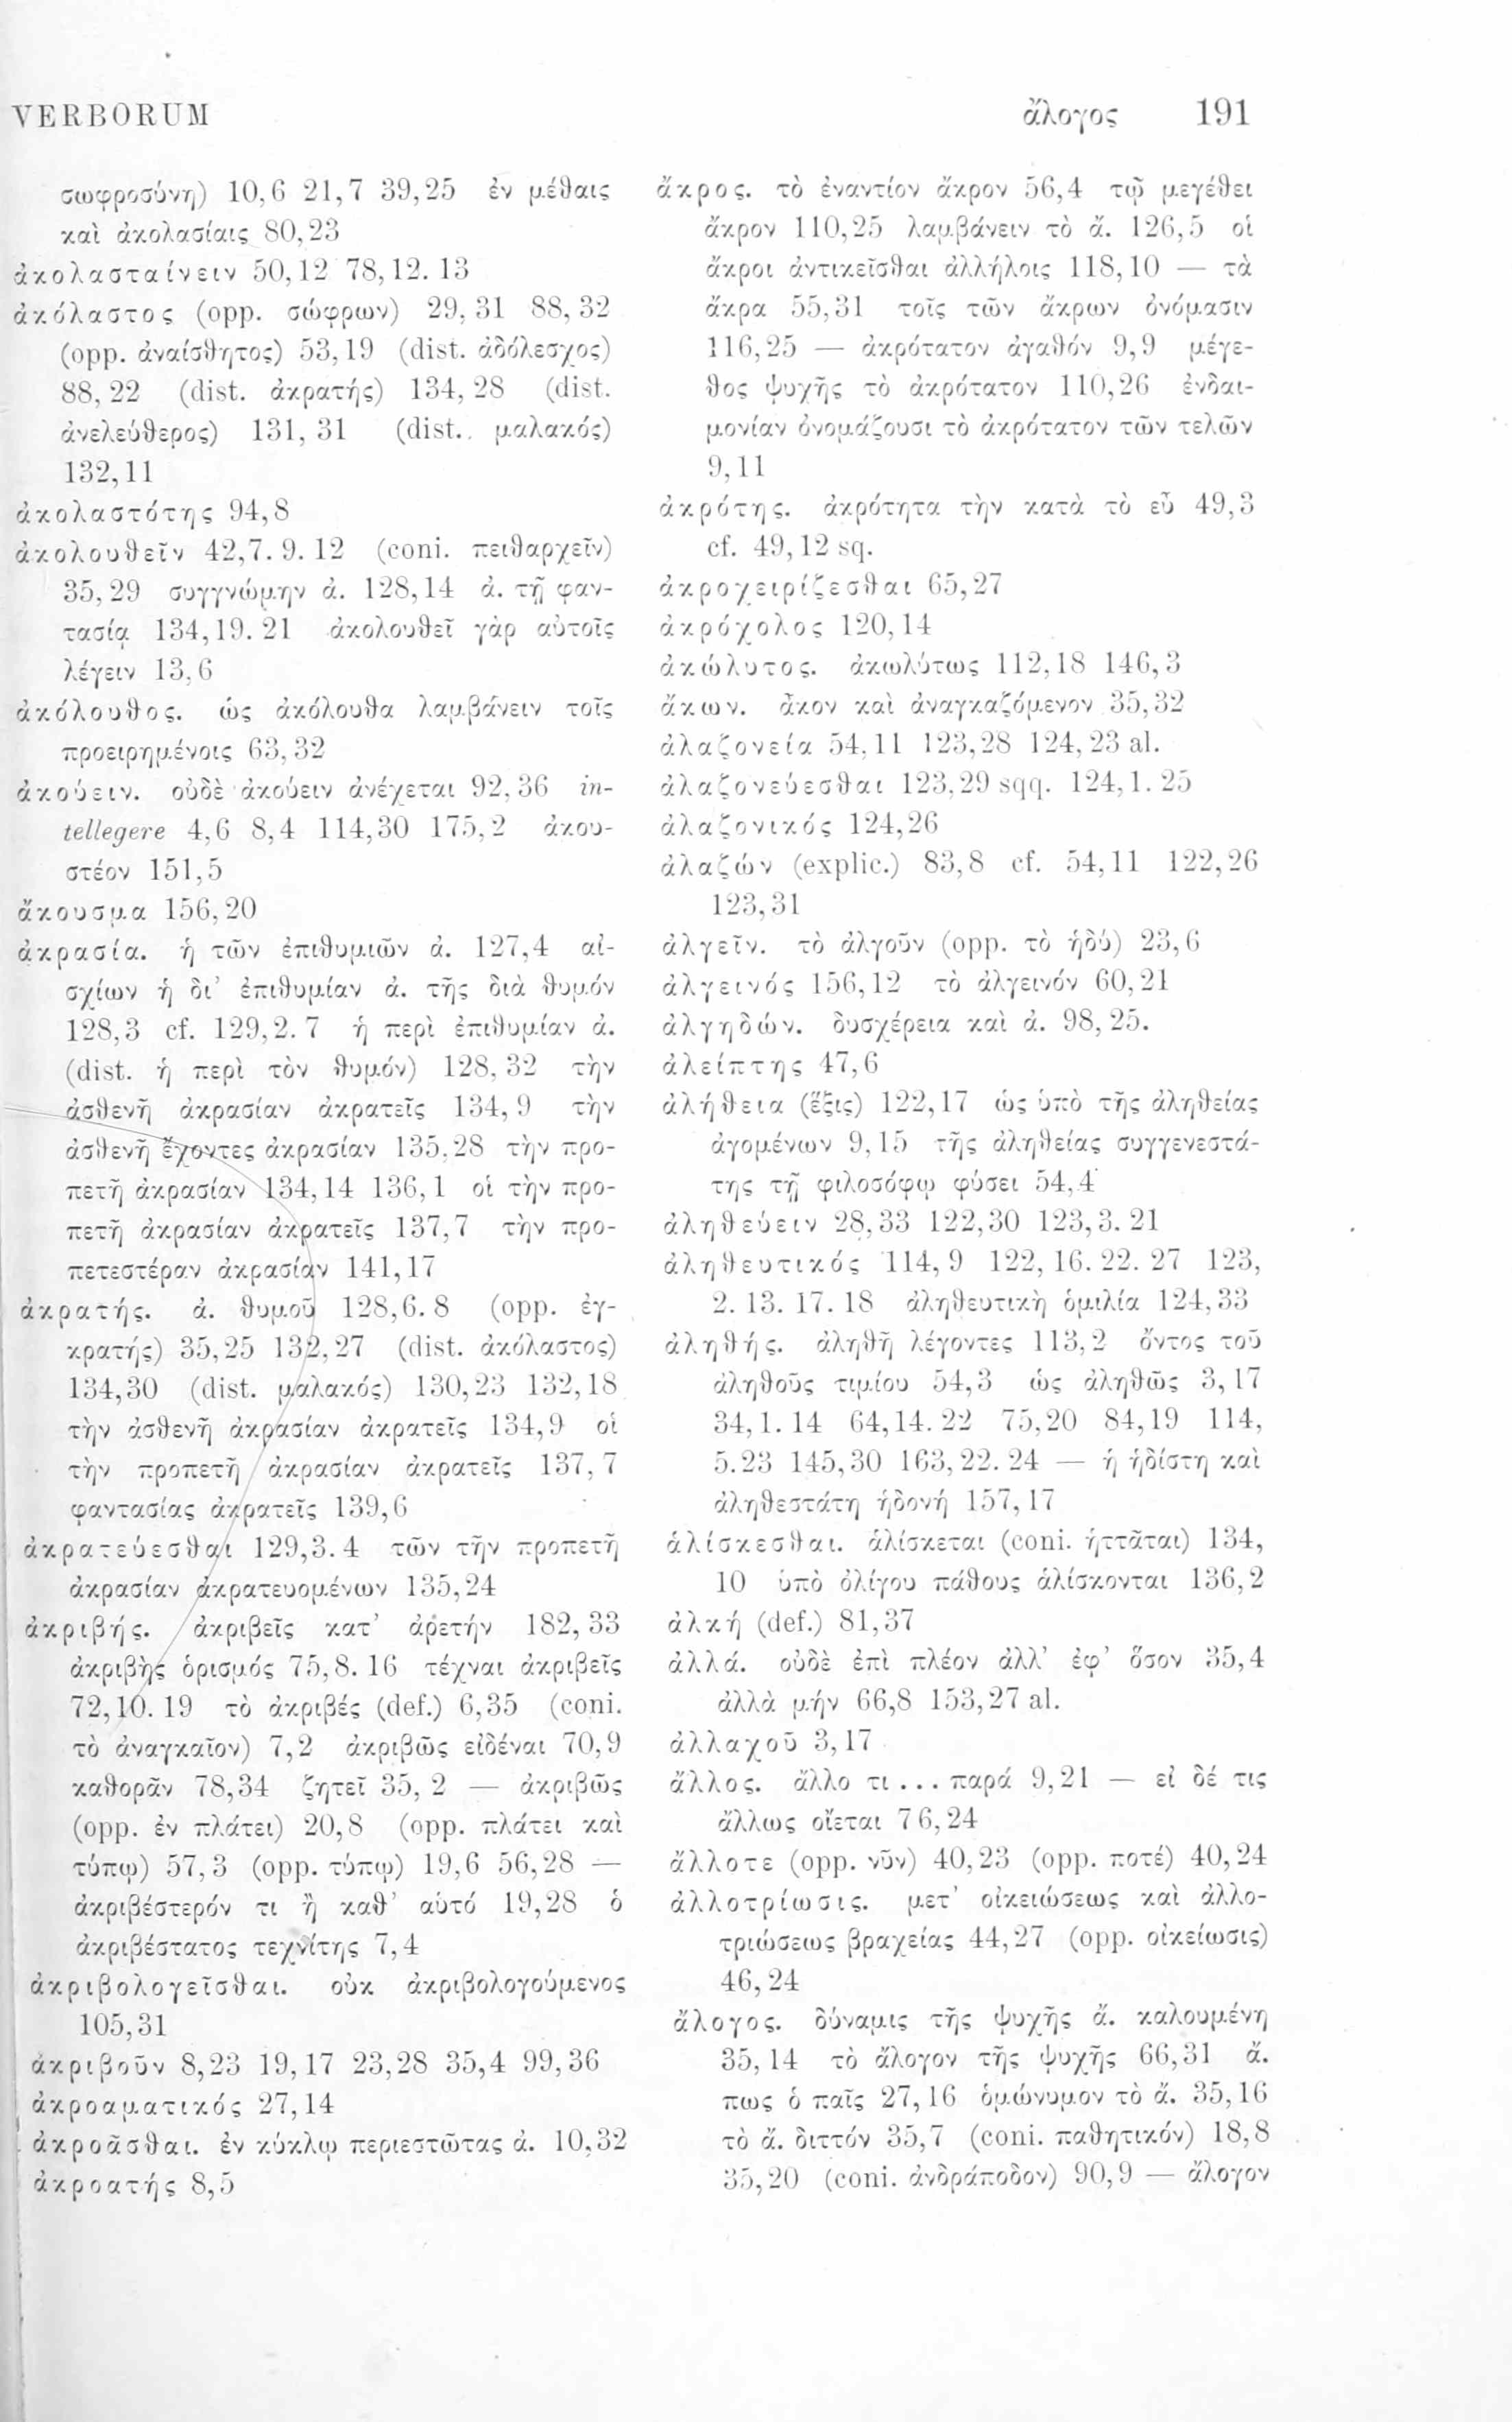 VERBORUM ἄλογος 191
σωφροσύνη) 10,6 21,7 39,25 ἐν μέθαις
καὶ ἀκολασίαις 80,23
ἀκολασταίνειν 50,12 78,12. 13
ἀκόλαστος (opp. σώφρων) 29,31 88,32
(opp. ἀναίσθητος) 53,19 (dist. ἀδόλεσχος)
88,22 (dist. ἀκρατής) 134,28 (dist.
ἀνελεύθερος) 131,31 (dist. μαλακός)
132,11
ἀκολαστότης 94,8
ἀκολουθεῖν 42,7. 9. 12 (coni. πειθαρχεῖν)
35,29 συγγνώμην ἀ. 128,14 ἀ. τῇ φαν-
τασίᾳ 134,19. 21 ἀκολουθεῖ γὰρ αὐτοῖς
λέγειν 13,6
ἀκόλουθος. ὡς ἀκόλουθα λαμβάνειν τοῖς
προειρημένοις 63,32
ἀκούειν. οὐδὲ ἀκούειν ἀνέχεται 92,36 in-
tellegere 4,6 8,4 114,30 175,2 ἀκου-
στέον 151,5
ἄκουσμα 156,20
ἀκρασία. ἡ τῶν ἐπιθυμιῶν ἀ. 127,4 αἰ-
σχίων ἡ δι’ ἐπιθυμίαν ἀ. τῆς διὰ θυμόν
128,3 cf. 129,2. 7 ἡ περὶ ἐπιθυμίαν ἀ.
(dist. ἡ περὶ τὸν θυμόν) 128,32 τὴν
ἀσθενῆ ἀκρασίαν ἀκρατεῖς 134,9 τὴν
ἀσθενῆ ἔχοντες ἀκρασίαν 135,28 τὴν προ-
πετῆ ἀκρασίαν 134,14 136,1 οἱ τὴν προ-
πετῆ ἀκρασίαν ἀκρατεῖς 137,7 τὴν προ-
πετεστέραν ἀκρασίαν 141,17
ἀκρατής. ἀ. θυμοῦ 128,6. 8 (opp. ἐγ-
κρατής) 35,25 132,27 (dist. ἀκόλαστος)
134,30 (dist. μαλακός) 130,23 132,18
τὴν ἀσθενῆ ἀκρασίαν ἀκρατεῖς 134,9 οἱ
τὴν προπετῆ ἀκρασίαν ἀκρατεῖς 137,7
φαντασίας ἀκρατεῖς 139,6
ἀκρατεύεσθαι 129,3. 4 τῶν τῆν προπετῆ
ἀκρασίαν ἀκρατευομένων 135,24
ἀκριβής. ἀκριβεῖς κατ’ ἀρετήν 182,33
ἀκριβὴς ὁρισμός 75,8. 16 τέχναι ἀκριβεῖς
72,10. 19 τὸ ἀκριβές (def.) 6,35 (coni.
τὸ ἀναγκαῖον) 7,2 ἀκριβῶς εἰδέναι 70,9
καθορᾶν 78,34 ζητεῖ 35,2 — ἀκριβῶς
(opp. ἐν πλάτει) 20,8 (opp. πλάτει καὶ
τύπῳ) 57,3 (opp. τύπῳ) 19,6 56,28 —
ἀκριβέστερόν τι ἢ καθ’ αὑτό 19,28 ὁ
ἀκριβέστατος τεχνίτης 7,4
ἀκριβολογεῖσθαι. οὐκ ἀκριβολογούμενος
105,31
ἀκριβοῦν 8,23 19,17 23,28 35,4 99,36
ἀκροαματικός 27,14
ἀκροᾶσθαι. ἐν κύκλῳ περιεστῶτας ἀ. 10,32
ἀκροατής 8,5
ἄκρος. τὸ ἐναντίον ἄκρον 56,4 τῷ μεγέθει
ἄκρον 110,25 λαμβάνειν τὸ ἄ. 126,5 οἱ
ἄκροι ἀντικεῖσθαι ἀλλήλοις 118,10 — τὰ
ἄκρα 55,31 τοῖς τῶν ἄκρων ὀνόμασιν
116,25 — ἀκρότατον ἀγαθόν 9,9 μέγε-
θος ψυχῆς τὸ ἀκρότατον 110,26 ἐνδαι-
μονίαν ὀνομάζουσι τὸ ἀκρότατον τῶν τελῶν
9,11
ἀκρότης. ἀκρότητα τὴν κατὰ τὸ εὖ 49,3
cf. 49,12 sq.
ἀκροχειρίζεσθαι 65,27
ἀκρόχολος 120,14
ἀκώλυτος. ἀκωλύτως 112,18 146,3
ἄκων. ἆκον καὶ ἀναγκαζόμενον 35,32
ἀλαζονεία 54,11 123,28 124,23 al.
ἀλαζονεύεσθαι 123,29 sqq. 124,1. 25
ἀλαζονικός 124,26
ἀλαζών (explic.) 83,8 cf. 54,11 122,26
123,31
ἀλγεῖν. τὸ ἀλγοῦν (opp. τὸ ἡδύ) 23,6
ἀλγεινός 156,12 τὸ ἀλγεινόν 60,21
ἀλγηδών. δυσχέρεια καὶ ἀ. 98,25.
ἀλείπτης 47,6
ἀλήθεια (ἕξις) 122,17 ὡς ὑπὸ τῆς ἀληθείας
ἀγομένων 9,15 τῆς ἀληθείας συγγενεστά-
της τῇ φιλοσόφῳ φύσει 54,4
ἀληθεύειν 28,33 122,30 123,3. 21
ἀληθευτικός 114,9 122,16. 22. 27 123,
2. 13. 17. 18 ἀληθευτικὴ ὁμιλία 124,33
ἀληθής. ἀληθῆ λέγοντες 113,2 ὄντος τοῦ
ἀληθοῦς τιμίου 54,3 ὡς ἀληθῶς 3,17
34,1. 14 64,14. 22 75,20 84,19 114,
5. 23 145,30 163,22. 24 — ἡ ἡδίστη καὶ
ἀληθεστάτη ἡδονή 157,17
ἁλίσκεσθαι. ἁλίσκεται (coni. ἡττᾶται) 134,
10 ὑπὸ ὀλίγου πάθους ἁλίσκονται 136,2
ἀλκή (def.) 81,37
ἀλλά. οὐδὲ ἐπὶ πλέον ἀλλ’ ἐφ’ ὅσον 35,4
ἀλλὰ μήν 66,8 153,27 al.
ἀλλαχοῦ 3,17
ἄλλος. ἄλλο τι ... παρά 9,21 — εἰ δέ τις
ἄλλως οἴεται 76,24
ἄλλοτε (opp. νῦν) 40,23 (opp. ποτέ) 40,24
ἀλλοτρίωσις. μετ’ οἰκειώσεως καὶ ἀλλο-
τριώσεως βραχείας 44,27 (opp. οἰκείωσις)
46,24
ἄλογος. δύναμις τῆς ψυχῆς ἄ. καλουμένη
35,14 τὸ ἄλογον τῆς ψυχῆς 66,31 ἄ.
πως ὁ παῖς 27,16 ὁμώνυμον τὸ ἄ. 35,16
τὸ ἄ. διττόν 35,7 (coni. παθητικόν) 18,8
35,20 (coni. ἀνδράποδον) 90,9 — ἄλογον